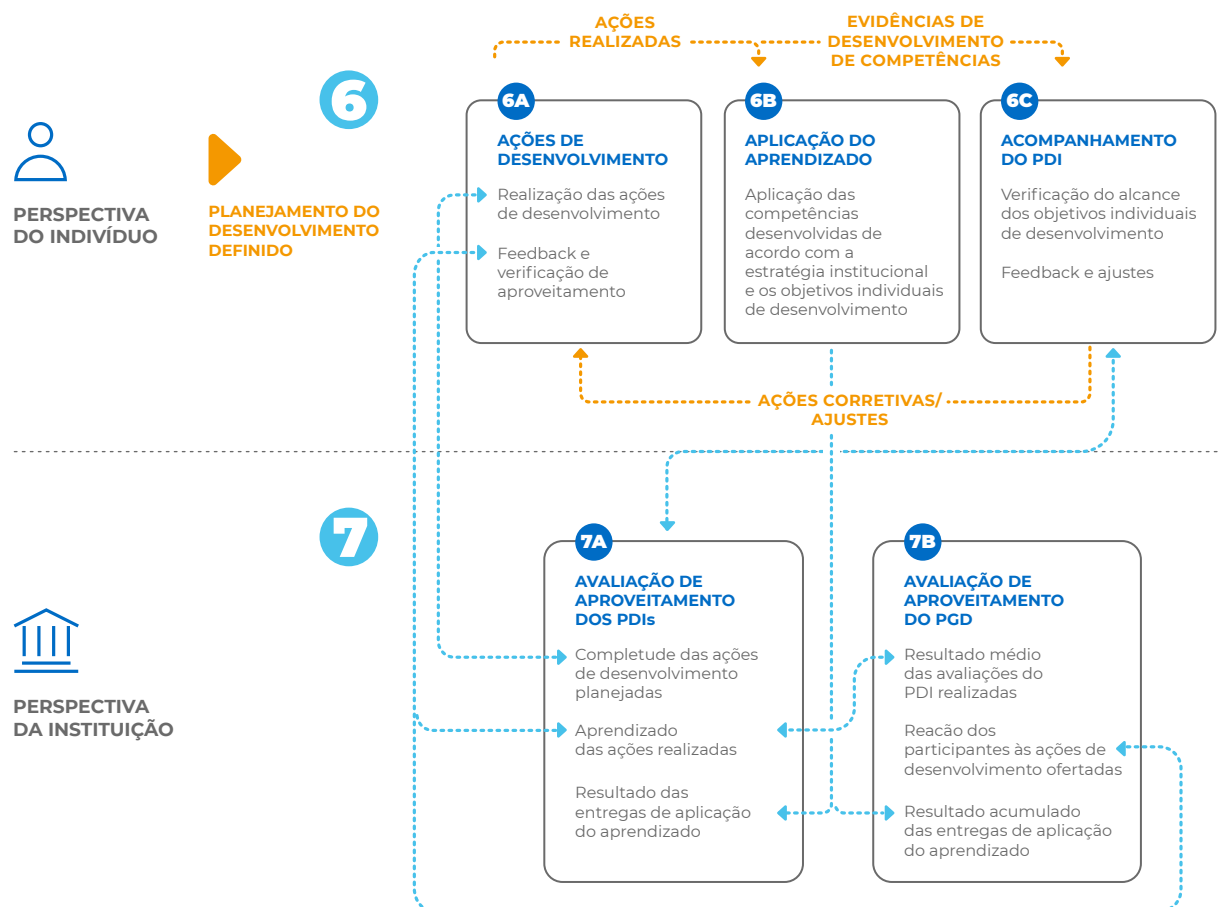 AÇÕES
REALIZADAS
EVIDÊNCIAS DE
DESENVOLVIMENTO
DE COMPETÊNCIAS
6
PERSPECTIVA
DO INDIVÍDUO
PLANEJAMENTO DO
DESENVOLVIMENTO
DEFINIDO
6A
AÇÕES DE
DESENVOLVIMENTO
Realização das ações
de desenvolvimento
Feedback e
verificação de
aproveitamento
6B
APLICAÇÃO DO
APRENDIZADO
Aplicação das
competências
desenvolvidas de
acordo com a
estratégia institucional
e os objetivos individuais
de desenvolvimento
6C
ACOMPANHAMENTO
DO PDI
Verificação do alcance
dos objetivos individuais
de desenvolvimento
Feedback e ajustes
AÇÕES CORRETIVAS/
AJUSTES
7
PERSPECTIVA
DA INSTITUIÇÃO
7A
AVALIAÇÃO DE
APROVEITAMENTO
DOS PDIs
Completude das ações
de desenvolvimento
planejadas
Aprendizado
das ações realizadas
Resultado das
entregas de aplicação
do aprendizado
7B
AVALIAÇÃO DE
APROVEITAMENTO
DO PGD
Resultado médio
das avaliações do
PDI realizadas
Reacão dos
participantes às ações de
desenvolvimento ofertadas
Resultado acumulado
das entregas de aplicação
do aprendizado